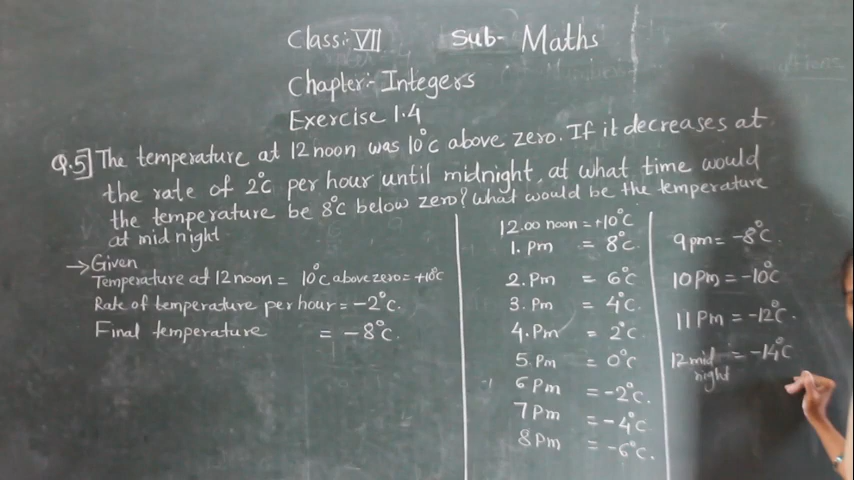 Class:- VII Sub- Maths
Chapter:- Integers
Exercise 1.4
Q.5] The temperature at 12 noon was 10°C above zero. If it decreases at
the rate of 2°C per hour until midnight, at what time would
the temperature be 8°C below zero? What would be the temperature
at mid night
→ Given
Temperature at 12 noon = 10°C above zero = +10°C
Rate of temperature per hour = -2°C.
Final temperature = -8°C.
12.00 noon = +10°C
1. Pm = 8°C.
2. Pm = 6°C
3. Pm = 4°C
4. Pm = 2°C
5. Pm = 0°C
6 Pm = -2°C.
7 Pm = -4°C
8 Pm = -6°C.
9 pm = -8°C.
10 Pm = -10°C
11 Pm = -12°C.
12 mid = -14°C
night